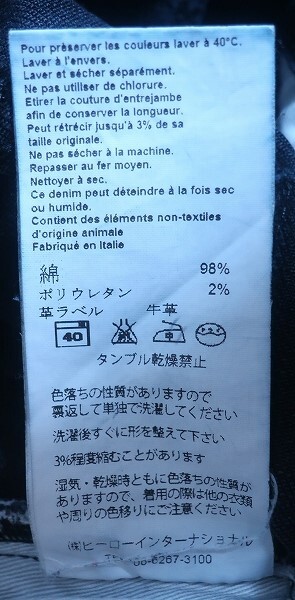 Pour prèserver les couleurs laver à 40°C.
Laver à l'envers.
Laver et sécher séparément.
Ne pas utiliser de chlorure.
Etirer la couture d'entrejambe
afin de conserver la longueur.
Peut rétrécir jusqu'à 3% de sa
taille originale.
Ne pas sécher à la machine.
Repasser au fer moyen.
Nettoyer à sec.
Ce denim peut déteindre à la fois sec
ou humide.
Contient des éléments non-textiles
d'origine animale
Fabriqué en Italie
綿 98%
ポリウレタン 2%
革ラベル 牛革
40 中
タンブル乾燥禁止
色落ちの性質がありますので
裏返して単独で洗濯してください
洗濯後すぐに形を整えて下さい
3%程度縮むことがあります
湿気・乾燥時ともに色落ちの性質が
ありますので、着用の際は他の衣類
や周りの色移りにご注意下さい
㈱ヒーローインターナショナル
TEL 06-6267-3100